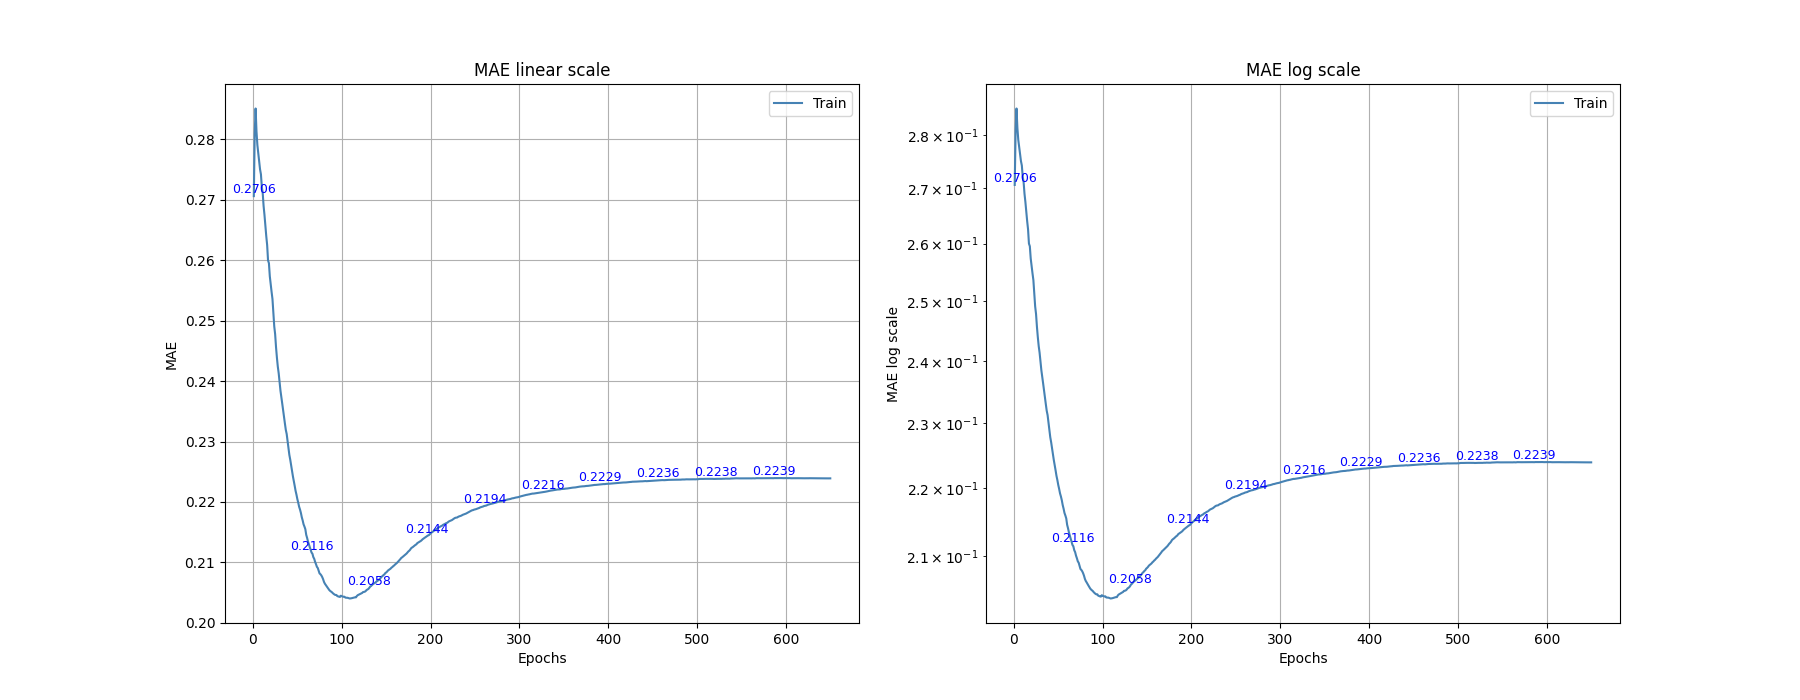 MAE linear scale
Train
0.28
0.27
0.26
0.25
0.24
0.23
0.22
0.21
0.20
MAE
0.2706
0.2116
0.2058
0.2144
0.2194
0.2216
0.2229
0.2236
0.2238
0.2239
0 100 200 300 400 500 600
Epochs
MAE log scale
Train
2.8 × 10⁻¹
2.7 × 10⁻¹
2.6 × 10⁻¹
2.5 × 10⁻¹
2.4 × 10⁻¹
2.3 × 10⁻¹
2.2 × 10⁻¹
2.1 × 10⁻¹
MAE log scale
0.2706
0.2116
0.2058
0.2144
0.2194
0.2216
0.2229
0.2236
0.2238
0.2239
0 100 200 300 400 500 600
Epochs